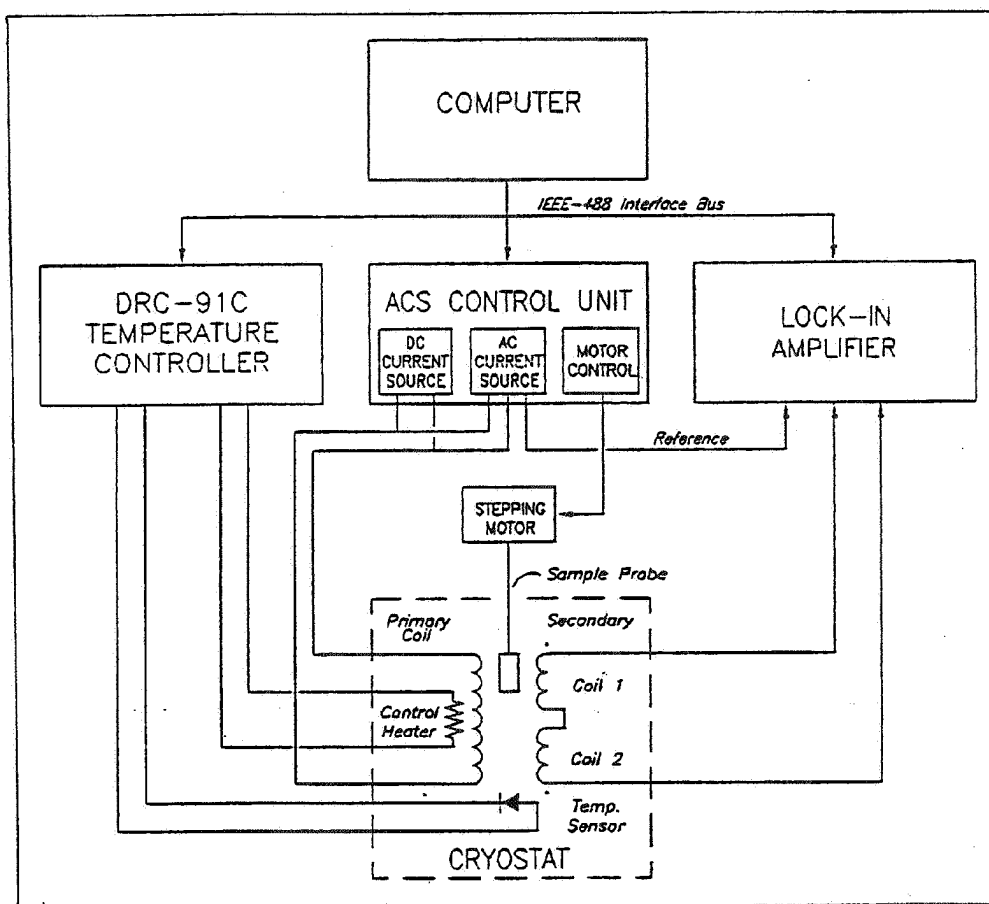 COMPUTER
IEEE-488 Interface Bus
DRC-91C
TEMPERATURE
CONTROLLER
ACS CONTROL UNIT
DC
CURRENT
SOURCE
AC
CURRENT
SOURCE
MOTOR
CONTROL
LOCK-IN
AMPLIFIER
Reference
STEPPING
MOTOR
Sample Probe
Primary
Coil
Secondary
Coil 1
Control
Heater
Coil 2
Temp.
Sensor
CRYOSTAT